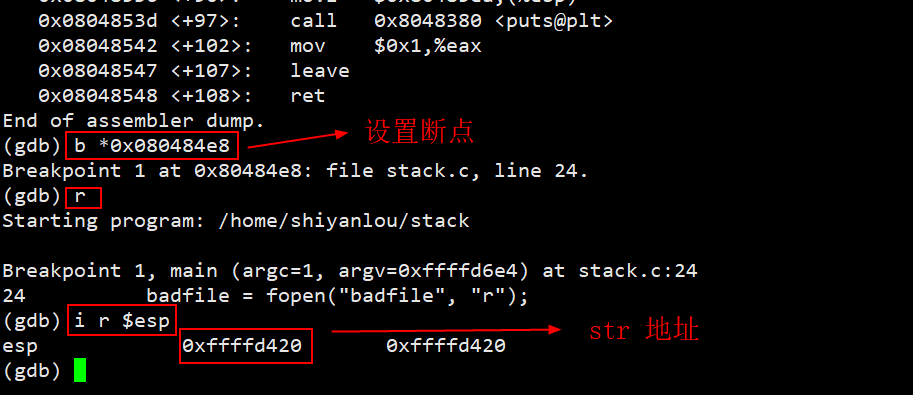 0x0804853d <+97>: call 0x8048380 <puts@plt>
0x08048542 <+102>: mov $0x1,%eax
0x08048547 <+107>: leave
0x08048548 <+108>: ret
End of assembler dump.
(gdb) b *0x080484e8 设置断点
Breakpoint 1 at 0x80484e8: file stack.c, line 24.
(gdb) r
Starting program: /home/shiyanlou/stack
Breakpoint 1, main (argc=1, argv=0xffffd6e4) at stack.c:24
24 badfile = fopen("badfile", "r");
(gdb) i r $esp
esp 0xffffd420 0xffffd420 str 地址
(gdb)